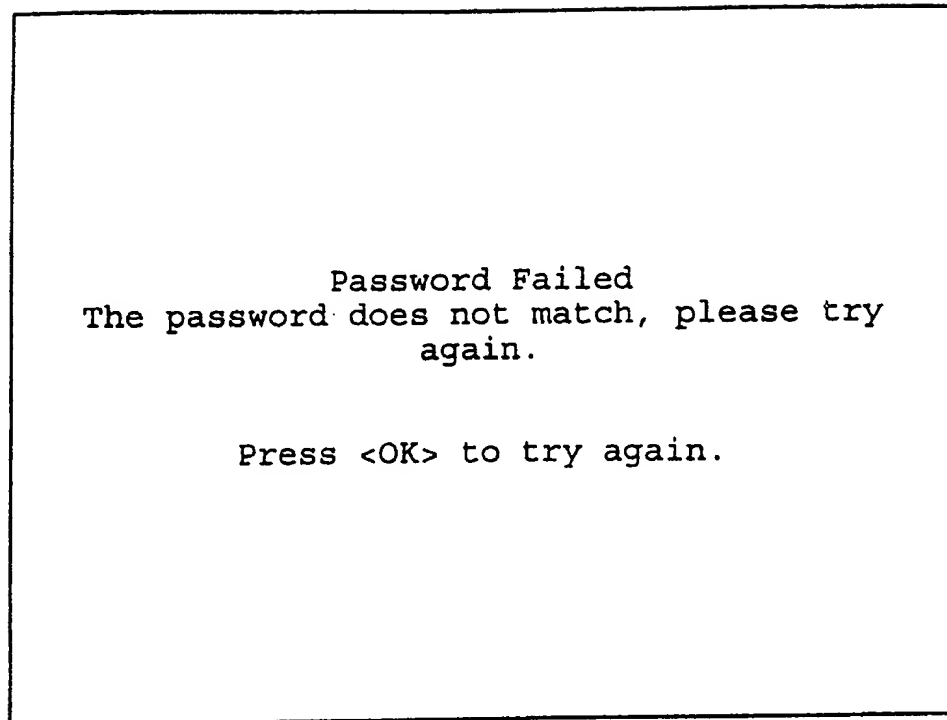 Password Failed
The password does not match, please try
again.
Press <OK> to try again.